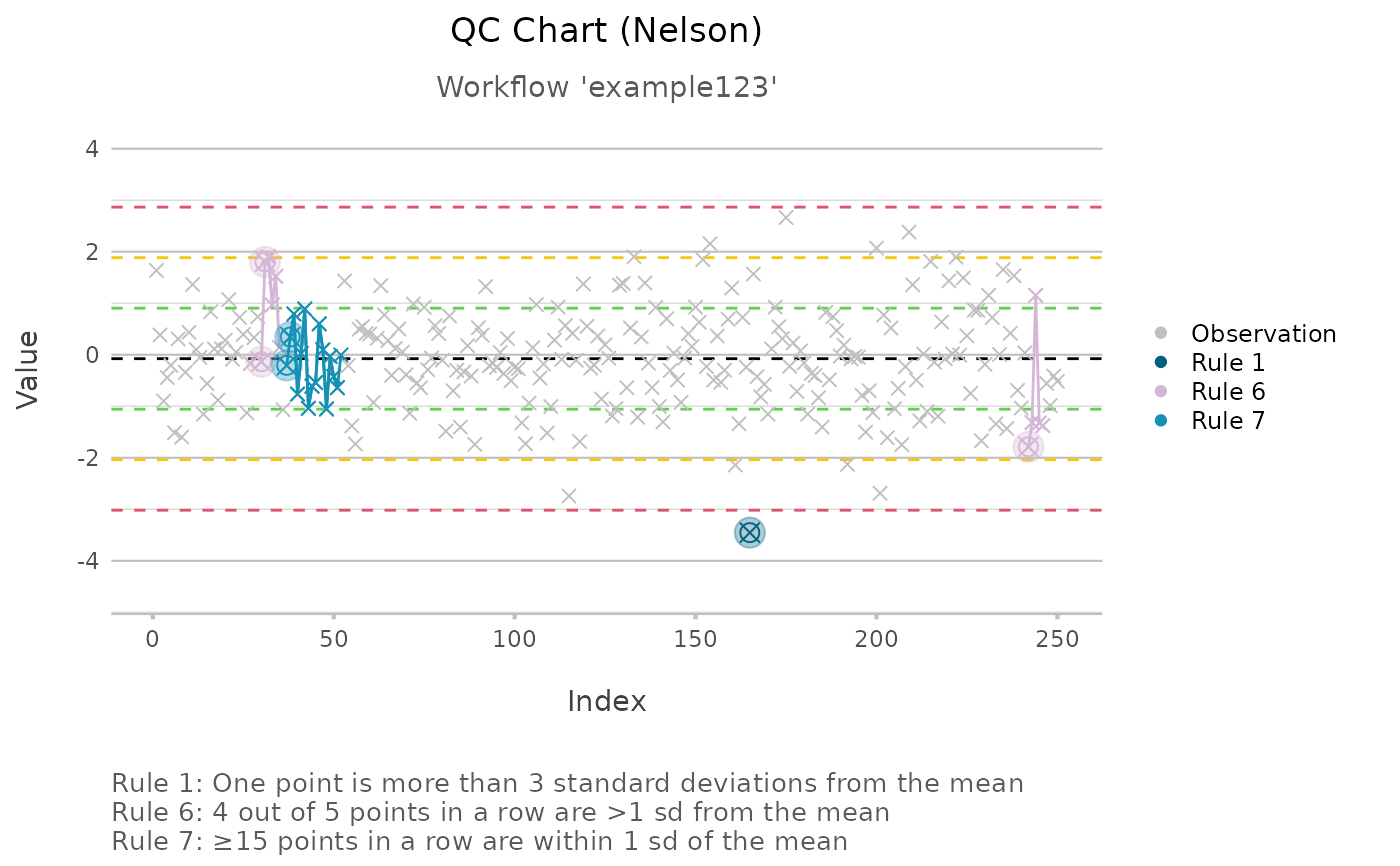 QC Chart (Nelson)
Workflow 'example123'
4
2
0
-2
-4
Value
0 50 100 150 200 250
Index
Observation
Rule 1
Rule 6
Rule 7
Rule 1: One point is more than 3 standard deviations from the mean
Rule 6: 4 out of 5 points in a row are >1 sd from the mean
Rule 7: ≥15 points in a row are within 1 sd of the mean